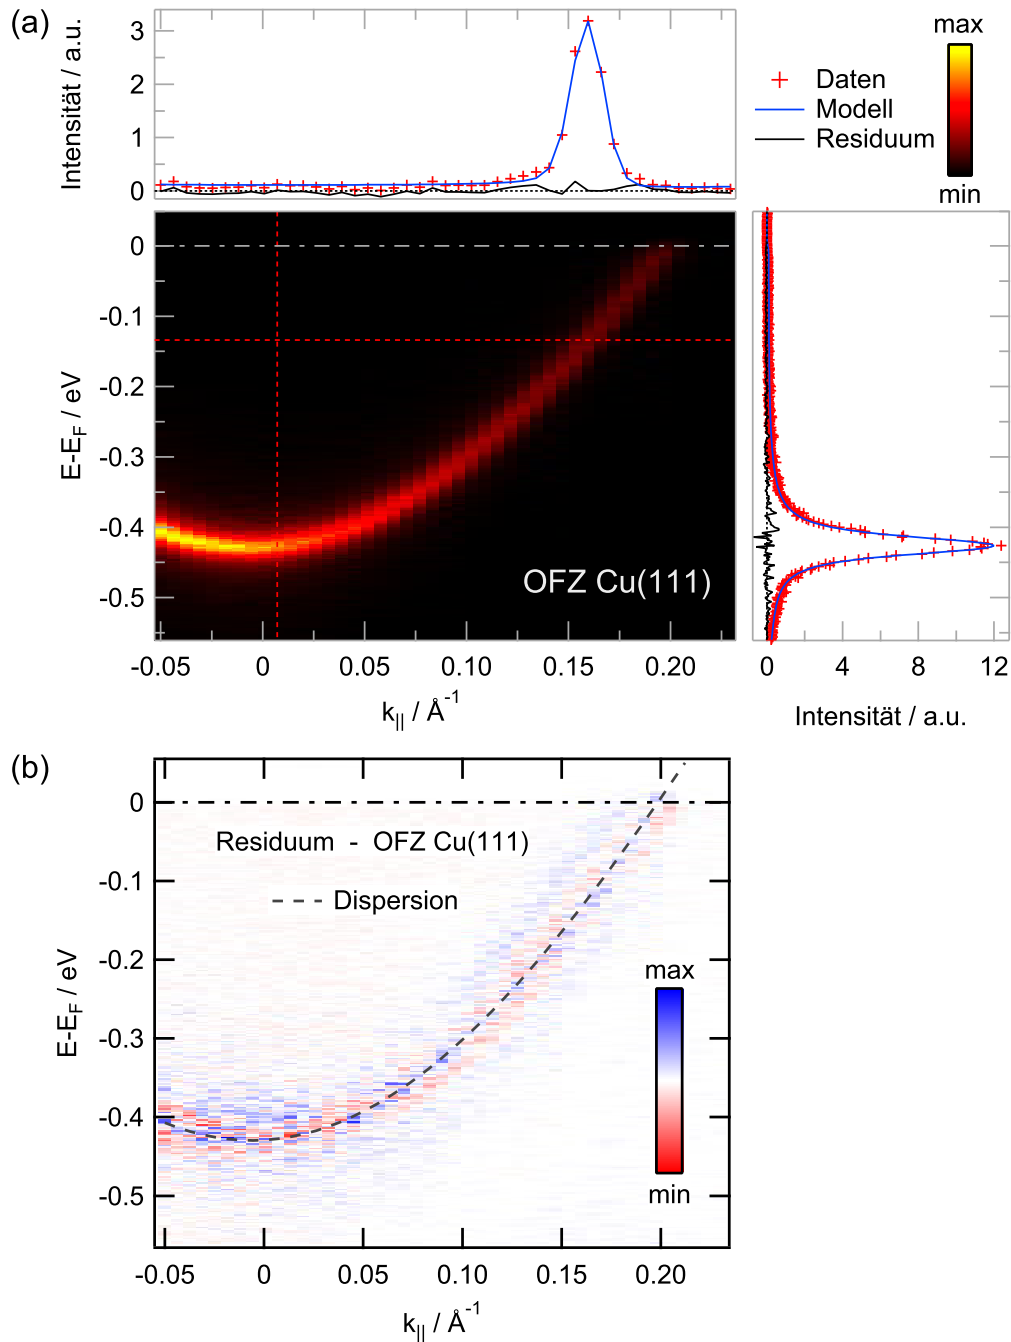 (a)
Intensität / a.u.
3
2
1
0
Daten
Modell
Residuum
max
min
E-E_F / eV
0
-0.1
-0.2
-0.3
-0.4
-0.5
OFZ Cu(111)
-0.05 0 0.05 0.10 0.15 0.20
k_|| / Å^-1
0 4 8 12
Intensität / a.u.
(b)
E-E_F / eV
0
-0.1
-0.2
-0.3
-0.4
-0.5
Residuum - OFZ Cu(111)
Dispersion
max
min
-0.05 0 0.05 0.10 0.15 0.20
k_|| / Å^-1